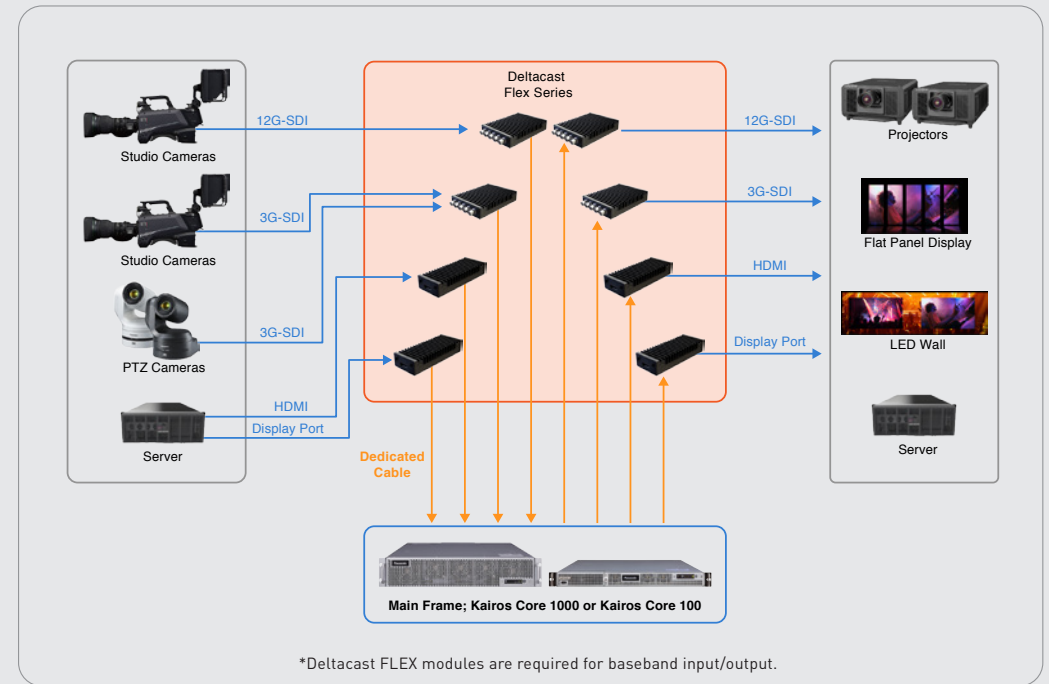 Deltacast
Flex Series
12G-SDI
Studio Cameras
3G-SDI
Studio Cameras
3G-SDI
PTZ Cameras
HDMI
Display Port
Server
Dedicated
Cable
12G-SDI
Projectors
3G-SDI
Flat Panel Display
HDMI
Display Port
LED Wall
Server
Main Frame; Kairos Core 1000 or Kairos Core 100
*Deltacast FLEX modules are required for baseband input/output.